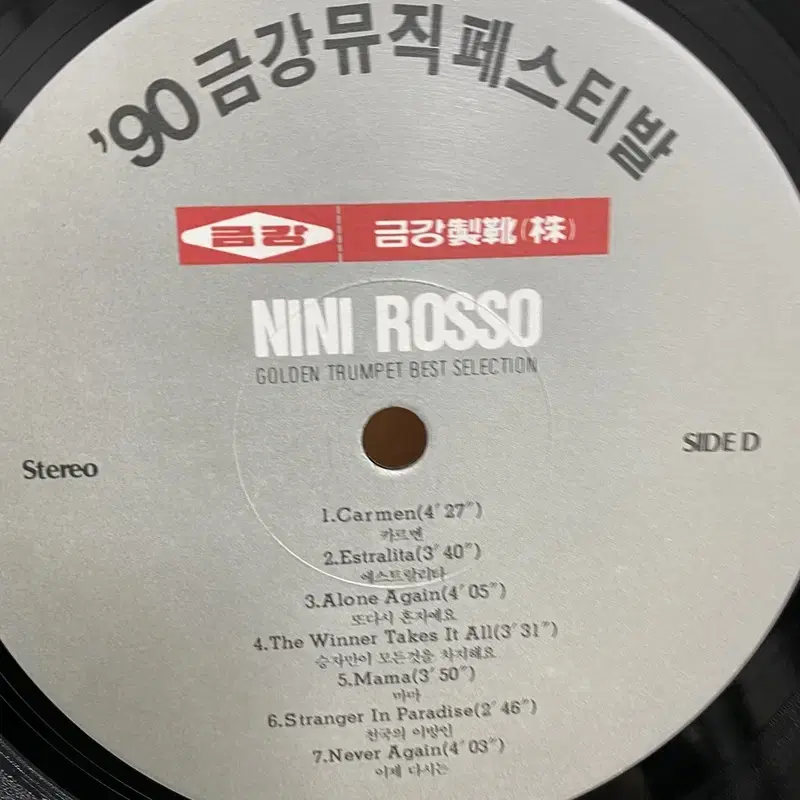 '90 금강뮤직페스티발
금강 금강製靴(株)
NINI ROSSO
GOLDEN TRUMPET BEST SELECTION
Stereo
SIDE D
1.Carmen(4′27″)
카르멘
2.Estralita(3′40″)
에스트랄리타
3.Alone Again(4′05″)
또다시 혼자예요
4.The Winner Takes It All(3′31″)
승자만이 모든것을 차지해요
5.Mama(3′50″)
마마
6.Stranger In Paradise(2′46″)
천국의 이방인
7.Never Again(4′03″)
이제 다시는